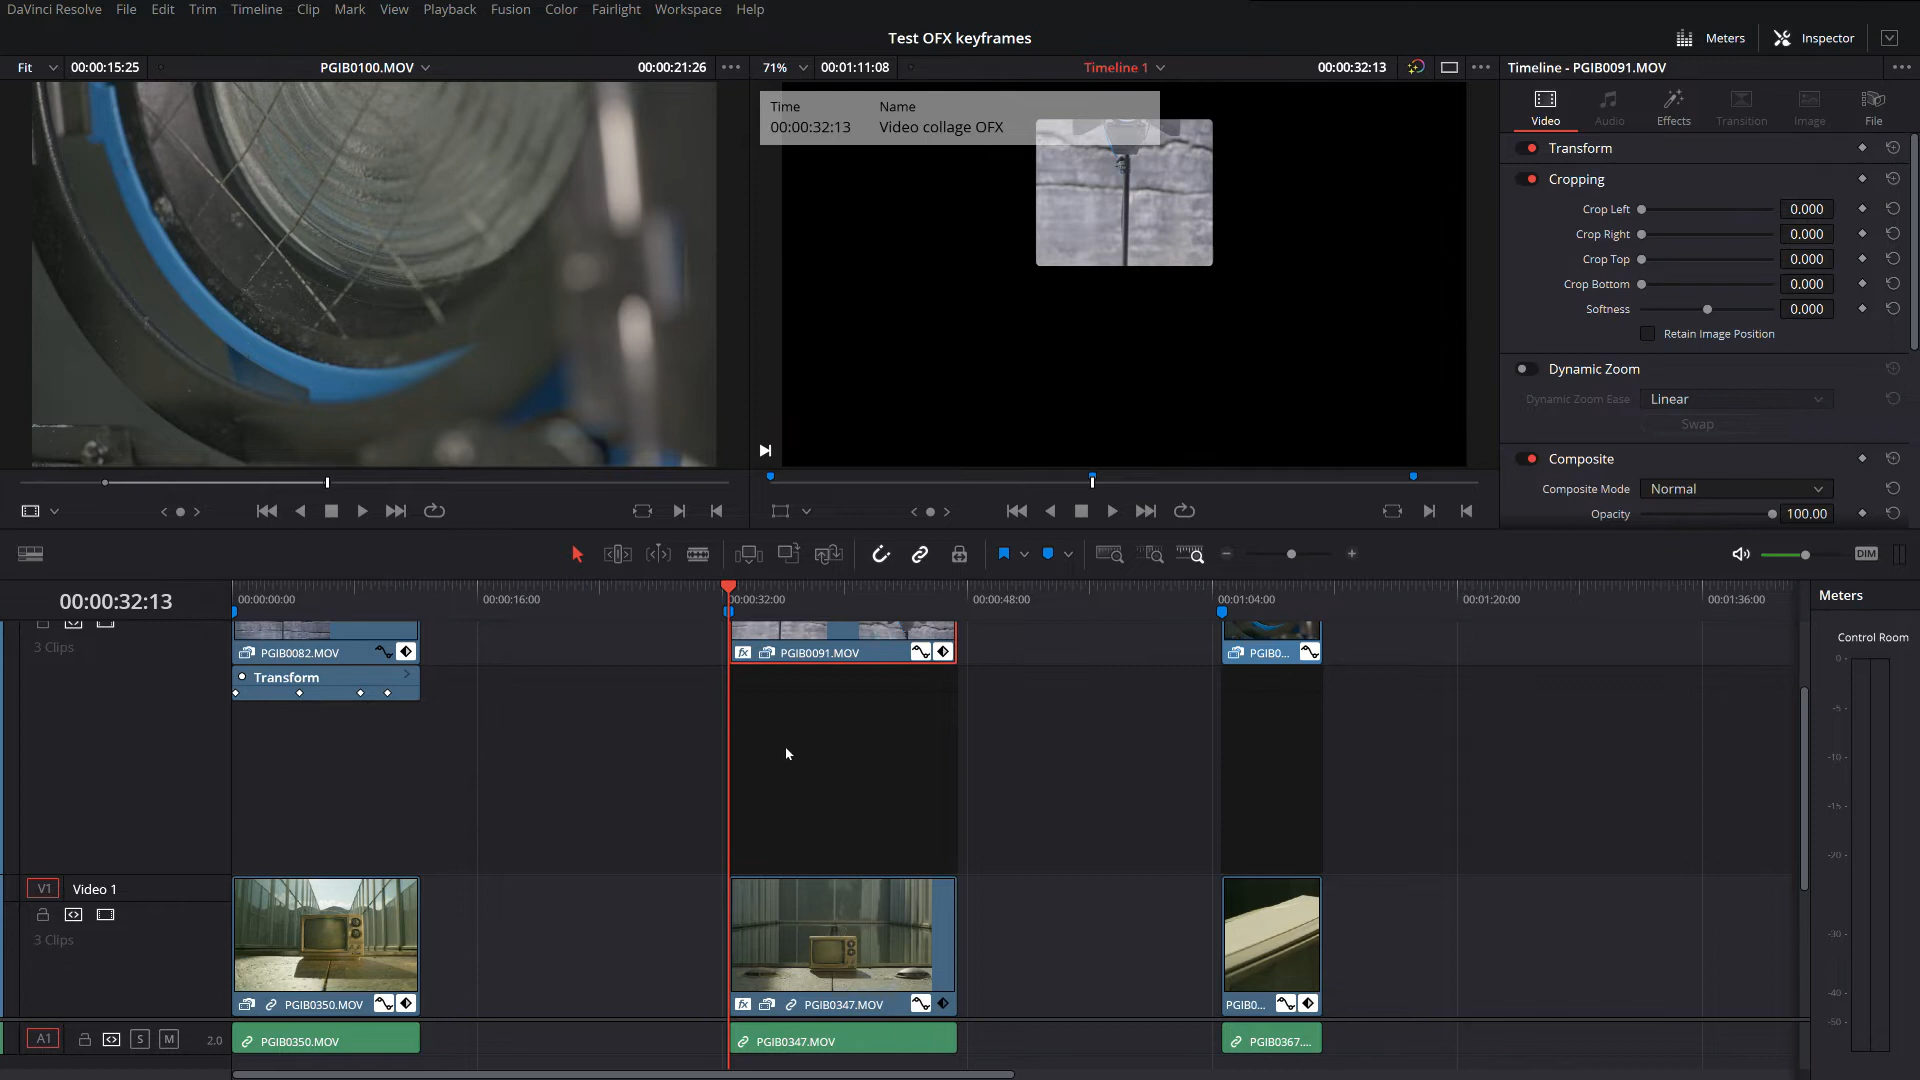 DaVinci Resolve File Edit Trim Timeline Clip Mark View Playback Fusion Color Fairlight Workspace Help
Test OFX keyframes
Meters Inspector
Fit 00:00:15:25 PGIB0100.MOV 00:00:21:26
71% 00:01:11:08 Timeline 1 00:00:32:13
Timeline - PGIB0091.MOV
Time Name
00:00:32:13 Video collage OFX
Video Audio Effects Transition Image File
Transform
Cropping
Crop Left 0.000
Crop Right 0.000
Crop Top 0.000
Crop Bottom 0.000
Softness 0.000
Retain Image Position
Dynamic Zoom
Dynamic Zoom Ease Linear
Swap
Composite
Composite Mode Normal
Opacity 100.00
DIM
00:00:32:13
00:00:00:00 00:00:16:00 00:00:32:00 00:00:48:00 00:01:04:00 00:01:20:00 00:01:36:00
Meters
Control Room
3 Clips
PGIB0082.MOV
fx PGIB0091.MOV
PGIB0...
Transform
V1 Video 1
3 Clips
PGIB0350.MOV
fx PGIB0347.MOV
PGIB0...
A1 S M 2.0
PGIB0350.MOV
PGIB0347.MOV
PGIB0367....
0
-5
-10
-15
-20
-30
-40
-50